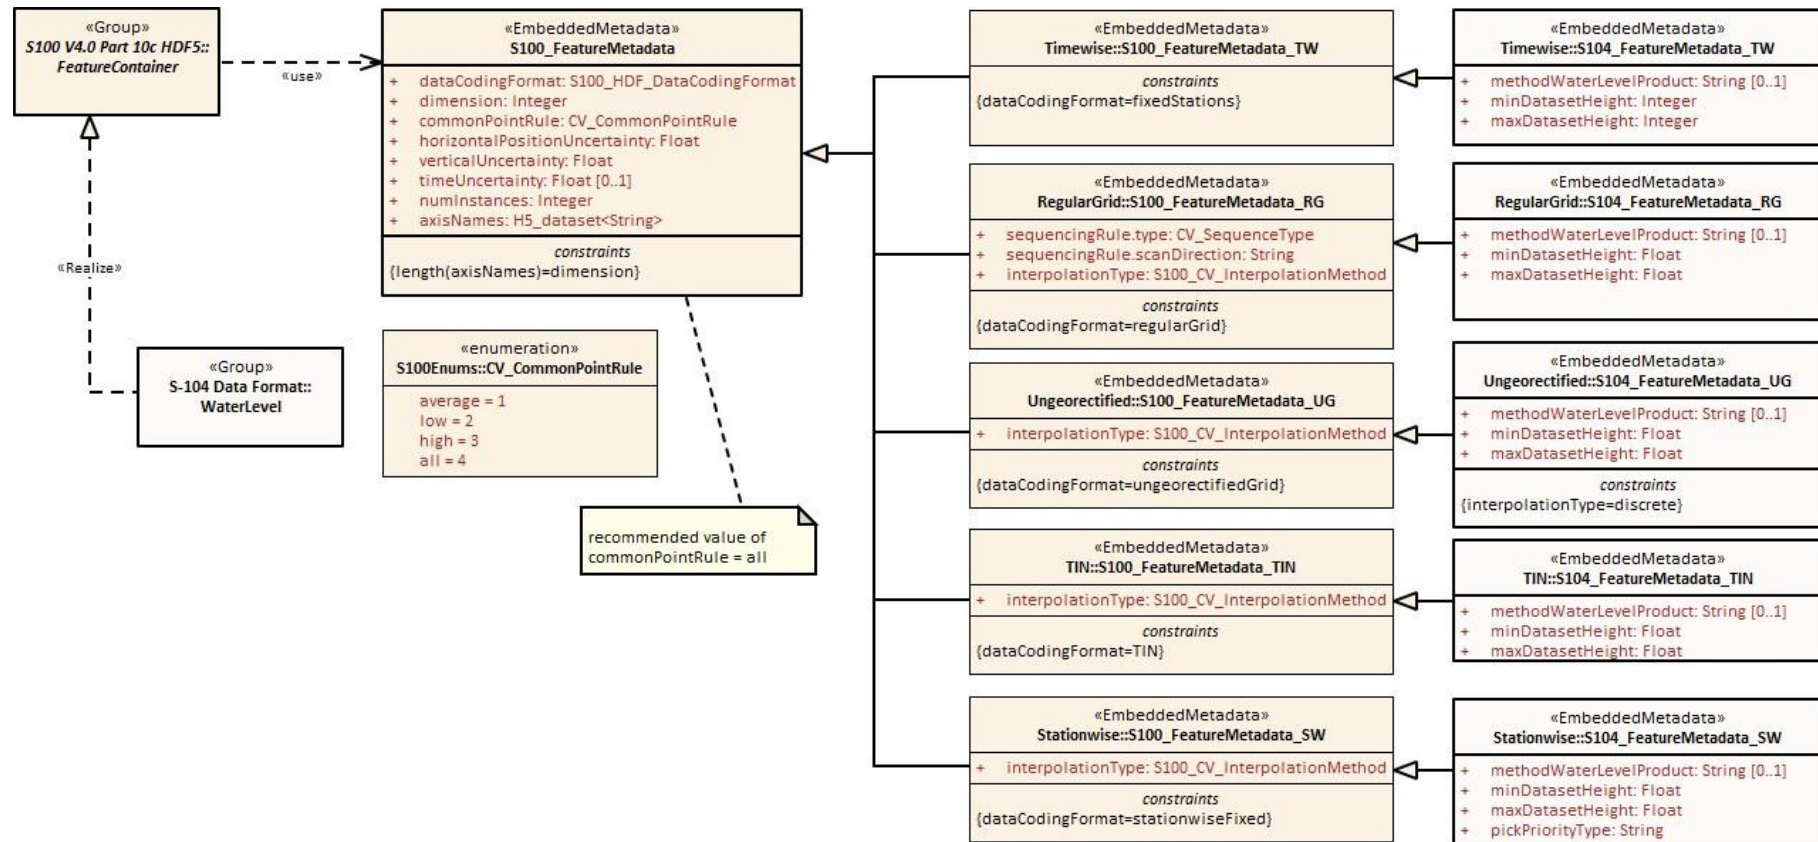 «Group»
S100 V4.0 Part 10c HDF5::
FeatureContainer
«use»
«Realize»
«Group»
S-104 Data Format::
WaterLevel
«EmbeddedMetadata»
S100_FeatureMetadata
+ dataCodingFormat: S100_HDF_DataCodingFormat
+ dimension: Integer
+ commonPointRule: CV_CommonPointRule
+ horizontalPositionUncertainty: Float
+ verticalUncertainty: Float
+ timeUncertainty: Float [0..1]
+ numInstances: Integer
+ axisNames: H5_dataset<String>
constraints
{length(axisNames)=dimension}
«enumeration»
S100Enums::CV_CommonPointRule
average = 1
low = 2
high = 3
all = 4
recommended value of
commonPointRule = all
«EmbeddedMetadata»
Timewise::S100_FeatureMetadata_TW
constraints
{dataCodingFormat=fixedStations}
«EmbeddedMetadata»
Timewise::S104_FeatureMetadata_TW
+ methodWaterLevelProduct: String [0..1]
+ minDatasetHeight: Integer
+ maxDatasetHeight: Integer
«EmbeddedMetadata»
RegularGrid::S100_FeatureMetadata_RG
+ sequencingRule.type: CV_SequenceType
+ sequencingRule.scanDirection: String
+ interpolationType: S100_CV_InterpolationMethod
constraints
{dataCodingFormat=regularGrid}
«EmbeddedMetadata»
RegularGrid::S104_FeatureMetadata_RG
+ methodWaterLevelProduct: String [0..1]
+ minDatasetHeight: Float
+ maxDatasetHeight: Float
«EmbeddedMetadata»
Ungeorectified::S100_FeatureMetadata_UG
+ interpolationType: S100_CV_InterpolationMethod
constraints
{dataCodingFormat=ungeorectifiedGrid}
«EmbeddedMetadata»
Ungeorectified::S104_FeatureMetadata_UG
+ methodWaterLevelProduct: String [0..1]
+ minDatasetHeight: Float
+ maxDatasetHeight: Float
constraints
{interpolationType=discrete}
«EmbeddedMetadata»
TIN::S100_FeatureMetadata_TIN
+ interpolationType: S100_CV_InterpolationMethod
constraints
{dataCodingFormat=TIN}
«EmbeddedMetadata»
TIN::S104_FeatureMetadata_TIN
+ methodWaterLevelProduct: String [0..1]
+ minDatasetHeight: Float
+ maxDatasetHeight: Float
«EmbeddedMetadata»
Stationwise::S100_FeatureMetadata_SW
+ interpolationType: S100_CV_InterpolationMethod
constraints
{dataCodingFormat=stationwiseFixed}
«EmbeddedMetadata»
Stationwise::S104_FeatureMetadata_SW
+ methodWaterLevelProduct: String [0..1]
+ minDatasetHeight: Float
+ maxDatasetHeight: Float
+ pickPriorityType: String